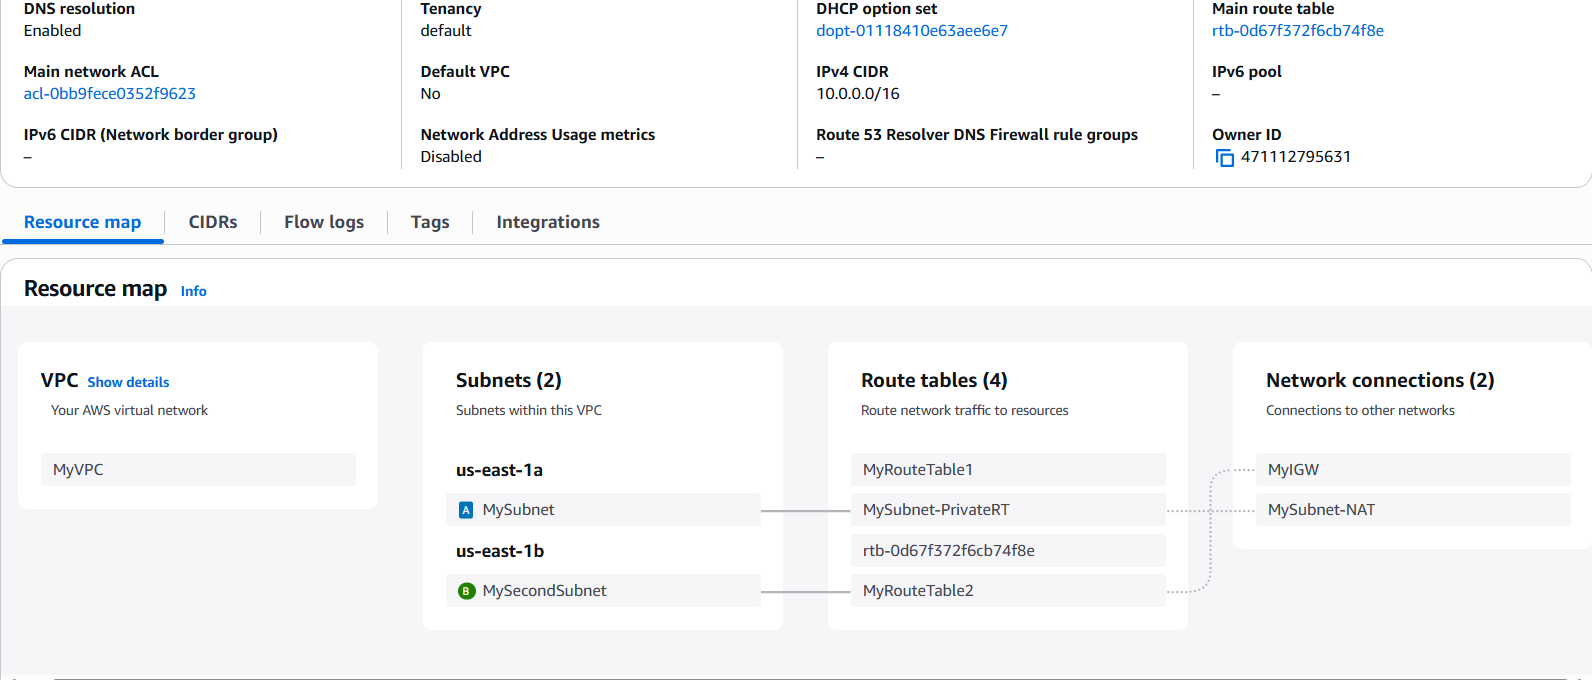 DNS resolution
Enabled
Tenancy
default
DHCP option set
dopt-01118410e63aee6e7
Main route table
rtb-0d67f372f6cb74f8e
Main network ACL
acl-0bb9fece0352f9623
Default VPC
No
IPv4 CIDR
10.0.0.0/16
IPv6 pool
–
IPv6 CIDR (Network border group)
–
Network Address Usage metrics
Disabled
Route 53 Resolver DNS Firewall rule groups
–
Owner ID
471112795631
Resource map
CIDRs
Flow logs
Tags
Integrations
Resource map Info
VPC Show details
Your AWS virtual network
MyVPC
Subnets (2)
Subnets within this VPC
us-east-1a
A MySubnet
us-east-1b
B MySecondSubnet
Route tables (4)
Route network traffic to resources
MyRouteTable1
MySubnet-PrivateRT
rtb-0d67f372f6cb74f8e
MyRouteTable2
Network connections (2)
Connections to other networks
MyIGW
MySubnet-NAT